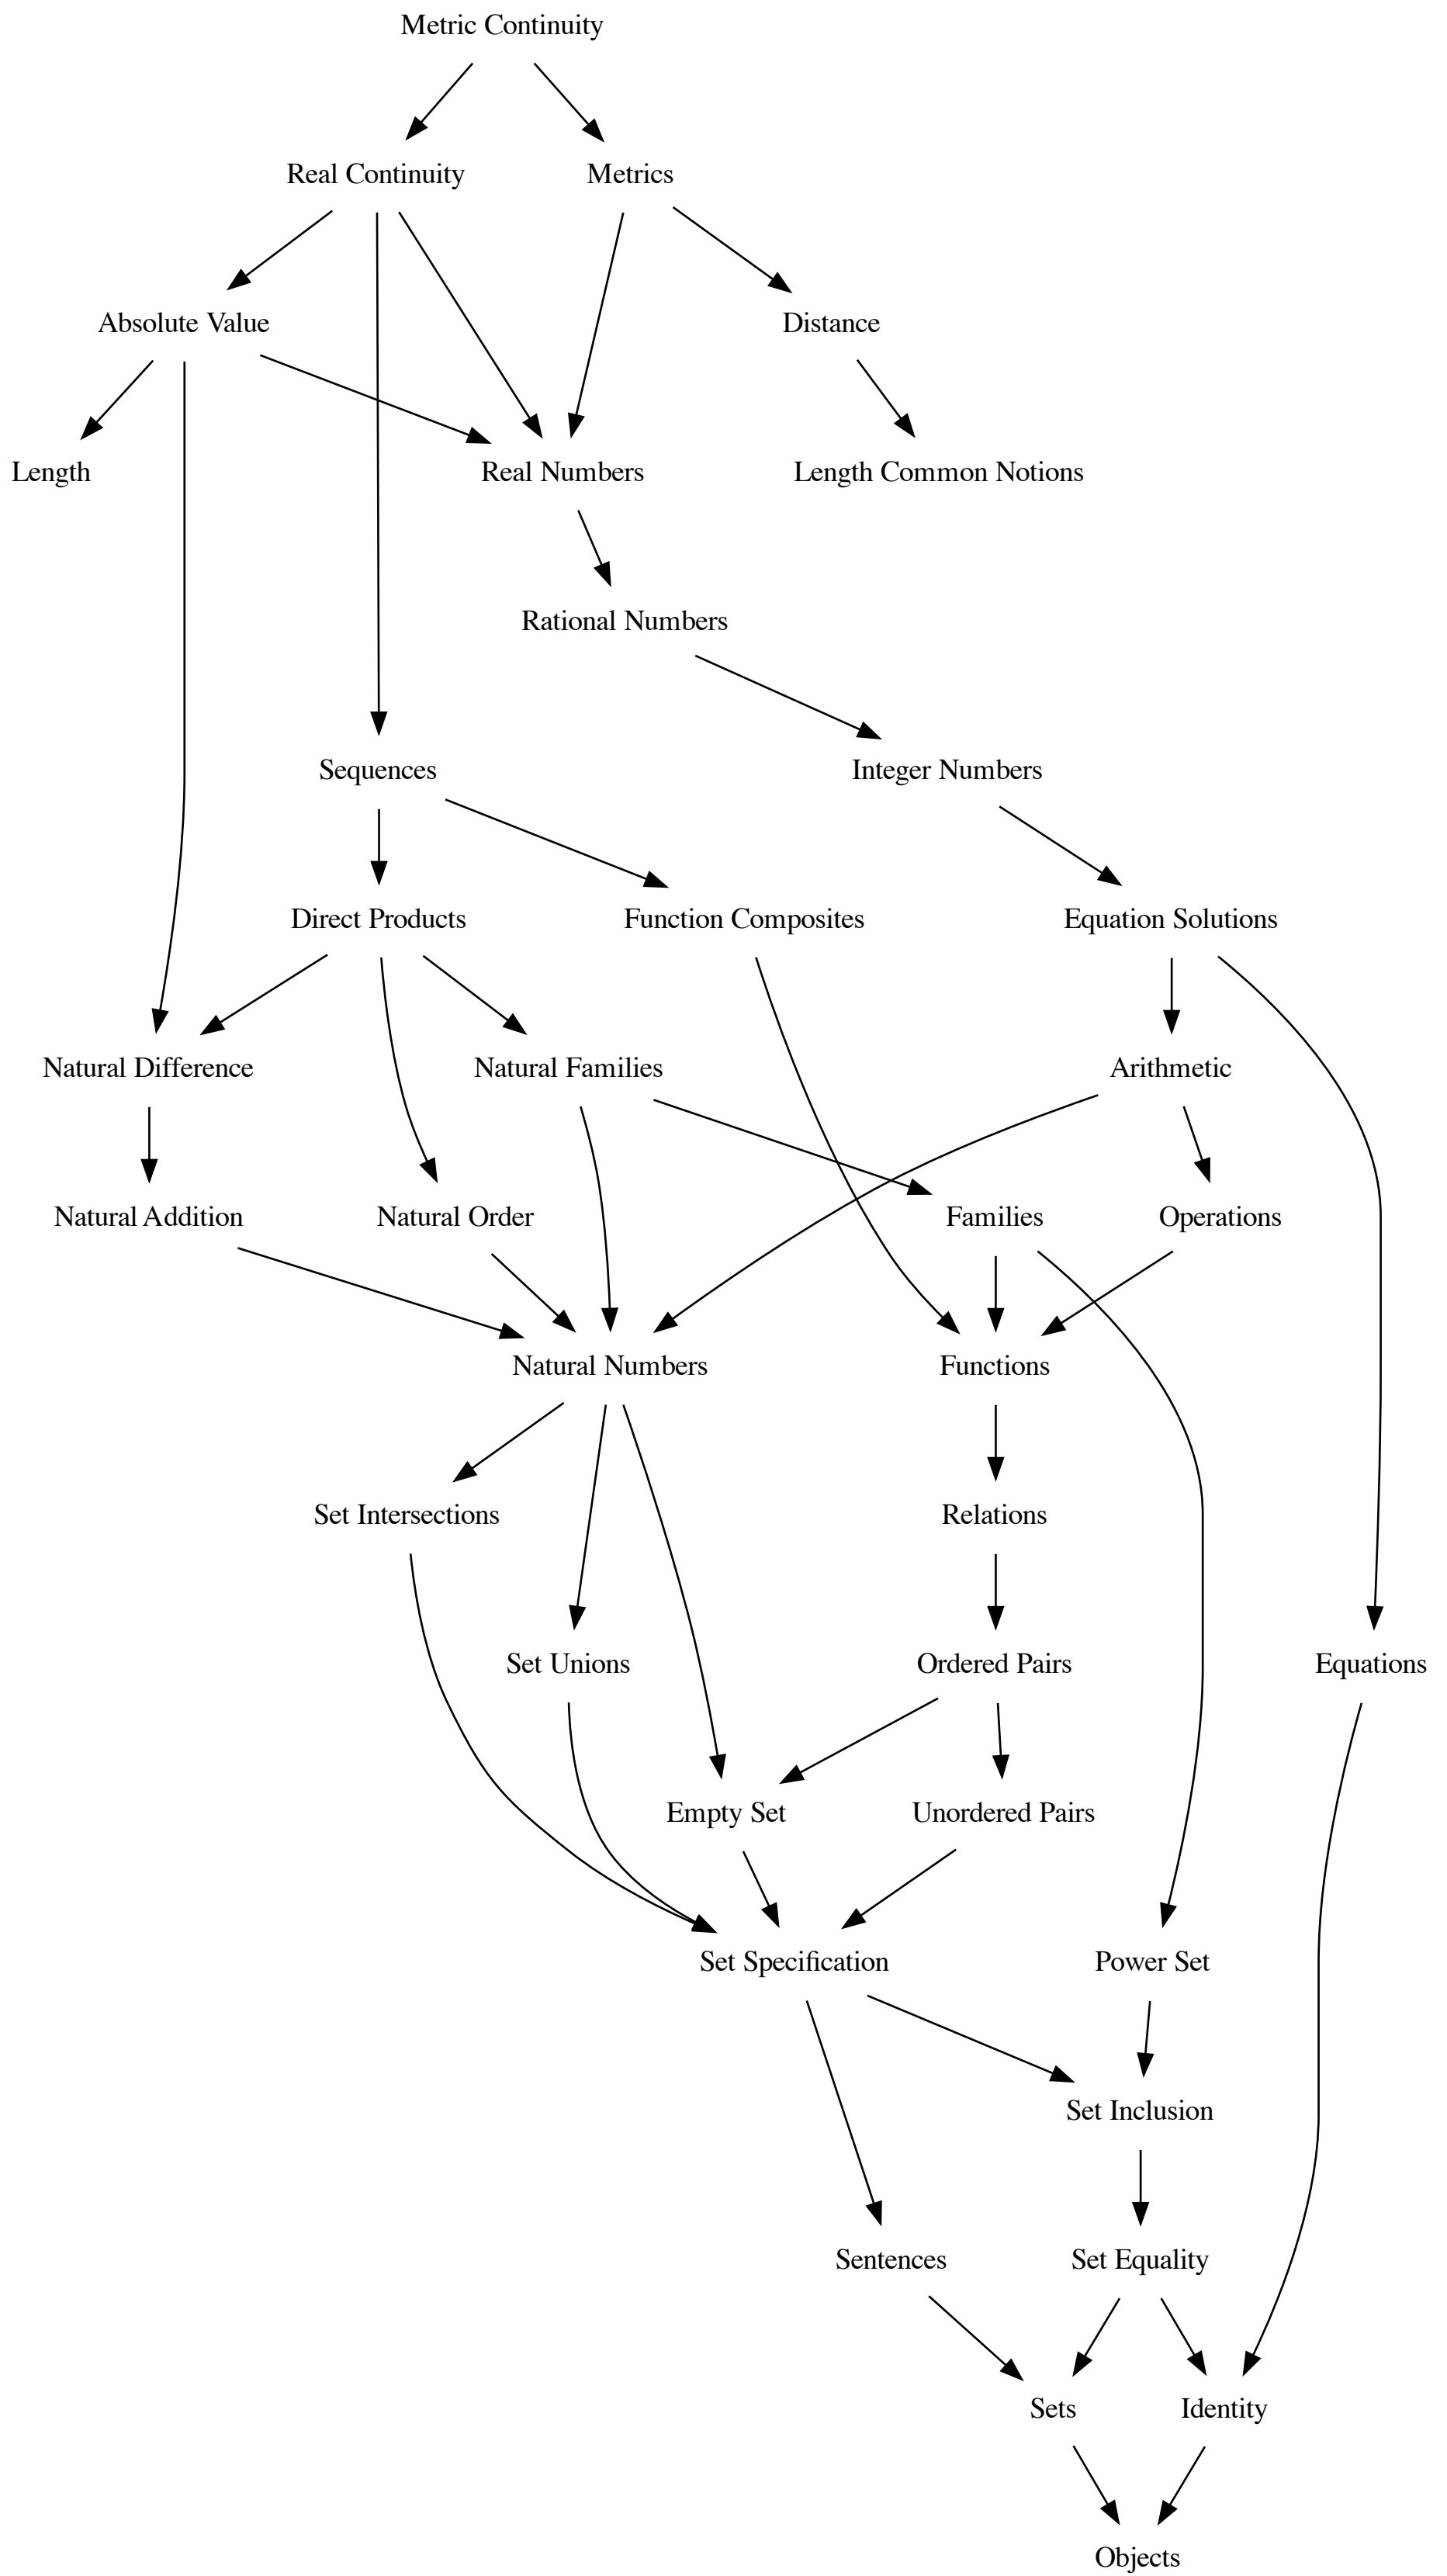 Metric Continuity
Real Continuity
Metrics
Absolute Value
Distance
Length
Real Numbers
Length Common Notions
Rational Numbers
Sequences
Integer Numbers
Direct Products
Function Composites
Equation Solutions
Natural Difference
Natural Families
Arithmetic
Natural Addition
Natural Order
Families
Operations
Natural Numbers
Functions
Set Intersections
Relations
Set Unions
Ordered Pairs
Equations
Empty Set
Unordered Pairs
Set Specification
Power Set
Set Inclusion
Sentences
Set Equality
Sets
Identity
Objects